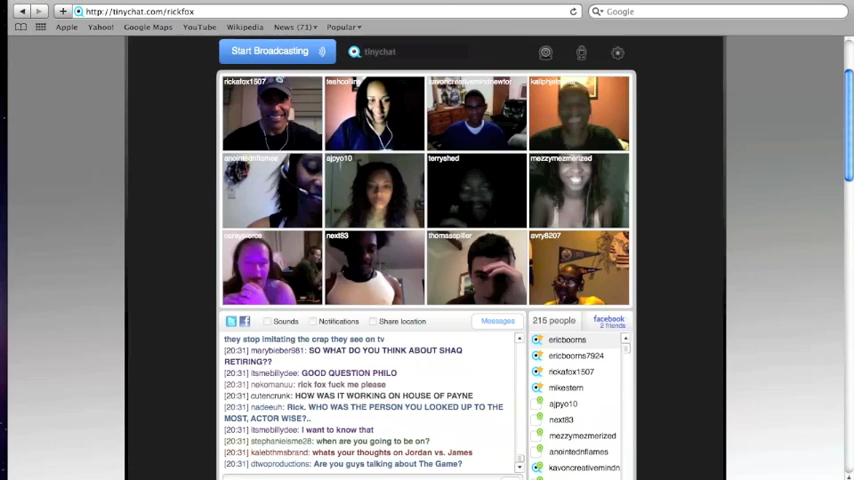 http://tinychat.com/rickfox
Google
Apple Yahoo! Google Maps YouTube Wikipedia News (71) Popular
Start Broadcasting
tinychat
rickafox1507
kavoncreativemindnewton
anointednflames
ajpyo10
terryshed
mezzymezmerized
next83
thomasspiller
avry8207
Sounds Notifications Share location Messages
215 people
facebook
2 friends
they stop imitating the crap they see on tv
[20:31] marybieber981: SO WHAT DO YOU THINK ABOUT SHAQ
RETIRING??
[20:31] itsmebillydee: GOOD QUESTION PHILO
[20:31] nekomanuu: rick fox fuck me please
[20:31] cutencrunk: HOW WAS IT WORKING ON HOUSE OF PAYNE
[20:31] nadeeuh: Rick. WHO WAS THE PERSON YOU LOOKED UP TO THE
MOST, ACTOR WISE?..
[20:31] itsmebillydee: I want to know that
[20:31] stephanieisme28: when are you going to be on?
[20:31] kalebthmsbrand: whats your thoughts on Jordan vs. James
[20:31] dtwoproductions: Are you guys talking about The Game?
ericboorns
ericboorns7924
rickafox1507
mikestern
ajpyo10
next83
mezzymezmerized
anointednflames
kavoncreativemindn